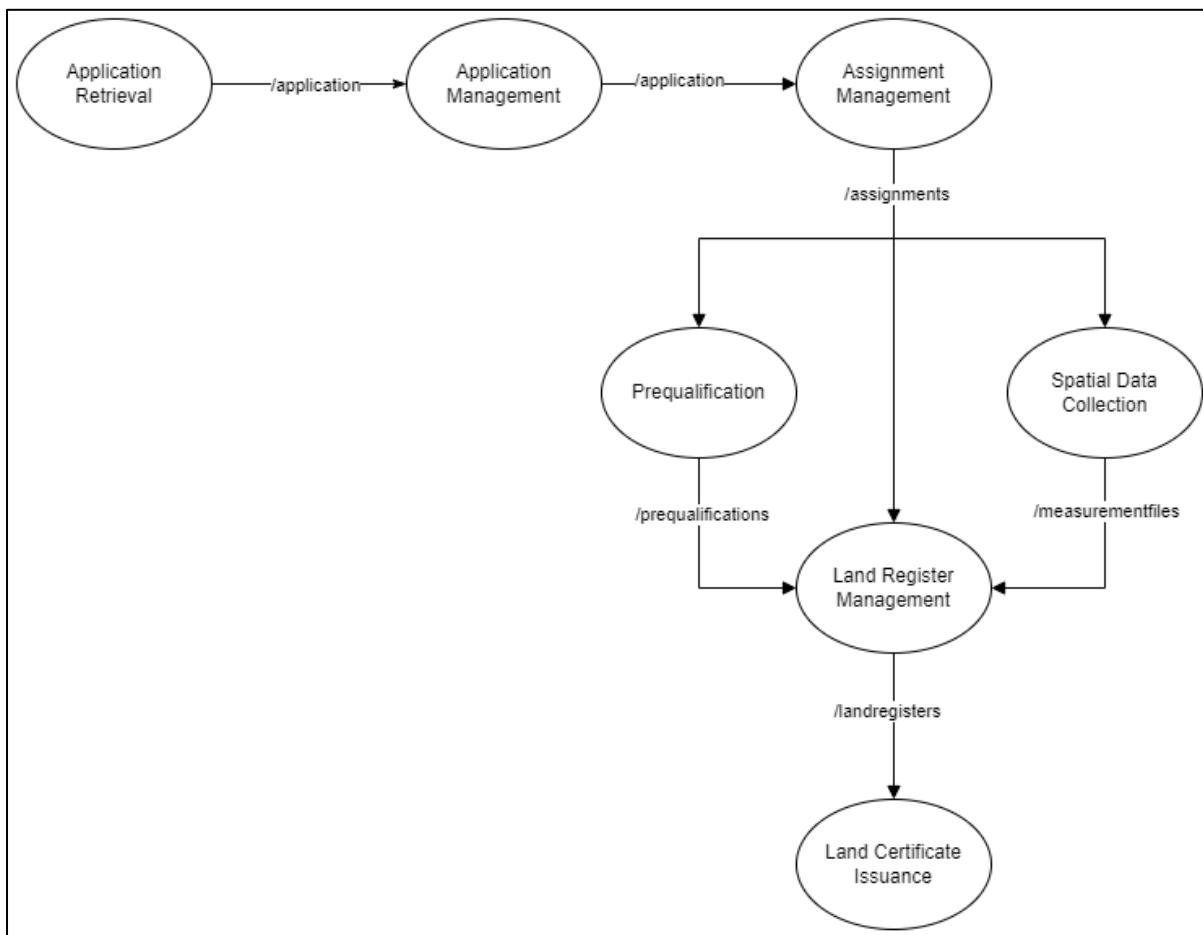 Application
Retrieval
/application
Application
Management
/application
Assignment
Management
/assignments
Prequalification
Spatial Data
Collection
/prequalifications
/measurementfiles
Land Register
Management
/landregisters
Land Certificate
Issuance